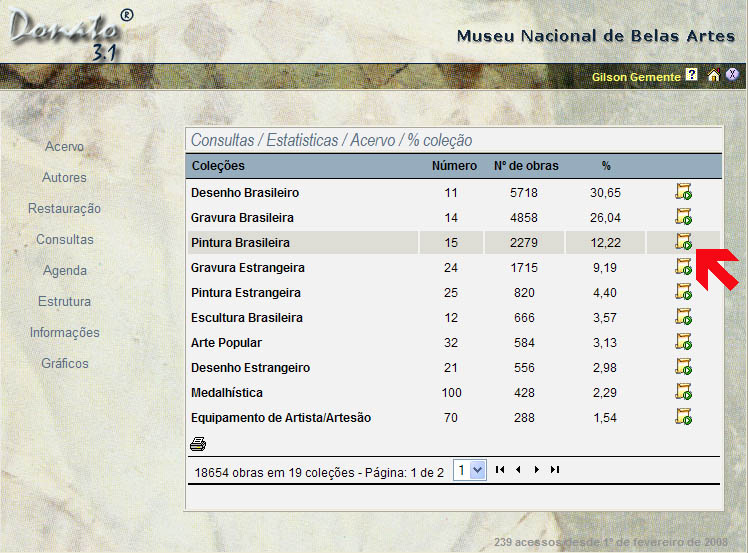 Donato®
3.1
Museu Nacional de Belas Artes
Gilson Gemente ? X
Acervo
Autores
Restauração
Consultas
Agenda
Estrutura
Informações
Gráficos
Consultas / Estatisticas / Acervo / % coleção
Coleções Número Nº de obras %
Desenho Brasileiro 11 5718 30,65
Gravura Brasileira 14 4858 26,04
Pintura Brasileira 15 2279 12,22
Gravura Estrangeira 24 1715 9,19
Pintura Estrangeira 25 820 4,40
Escultura Brasileira 12 666 3,57
Arte Popular 32 584 3,13
Desenho Estrangeiro 21 556 2,98
Medalhística 100 428 2,29
Equipamento de Artista/Artesão 70 288 1,54
18654 obras em 19 coleções - Página: 1 de 2 1
239 acessos desde 1º de fevereiro de 2008